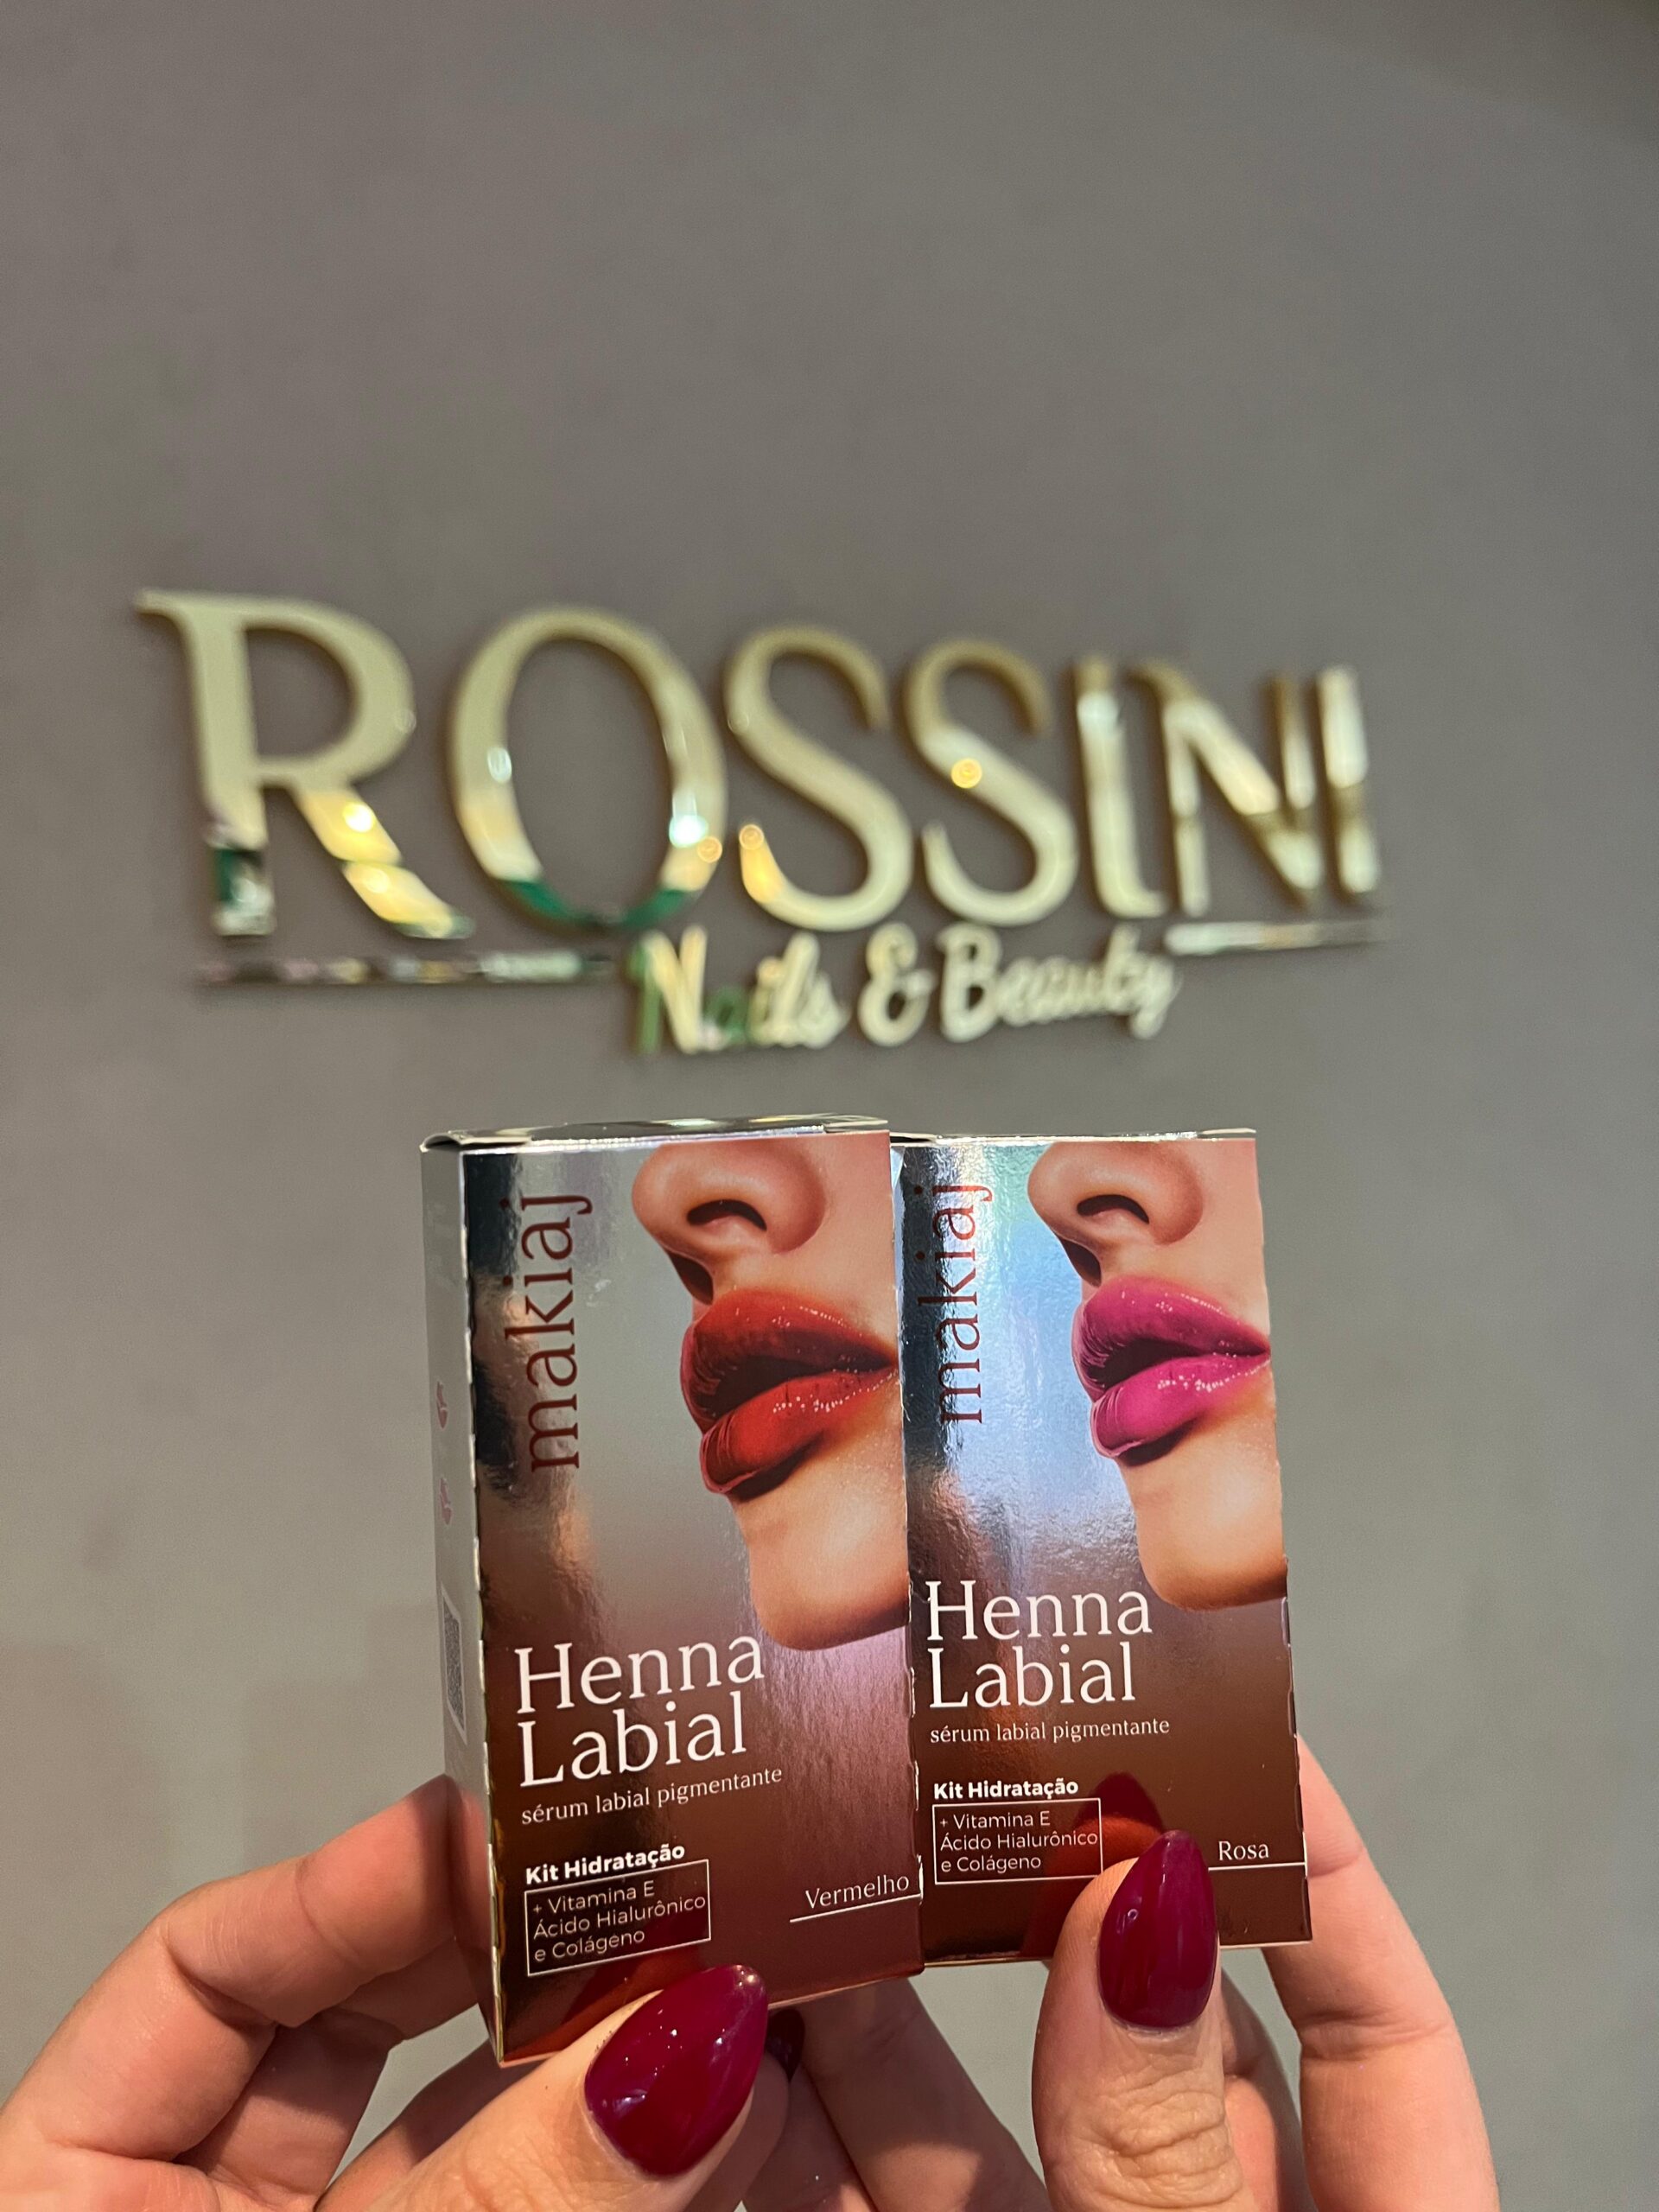 ROSSINI
Nails & Beauty
makiaj
Henna
Labial
sérum labial pigmentante
Kit Hidratação
+ Vitamina E
Ácido Hialurônico
e Colágeno
Vermelho
makiaj
Henna
Labial
sérum labial pigmentante
Kit Hidratação
+ Vitamina E
Ácido Hialurônico
e Colágeno
Rosa